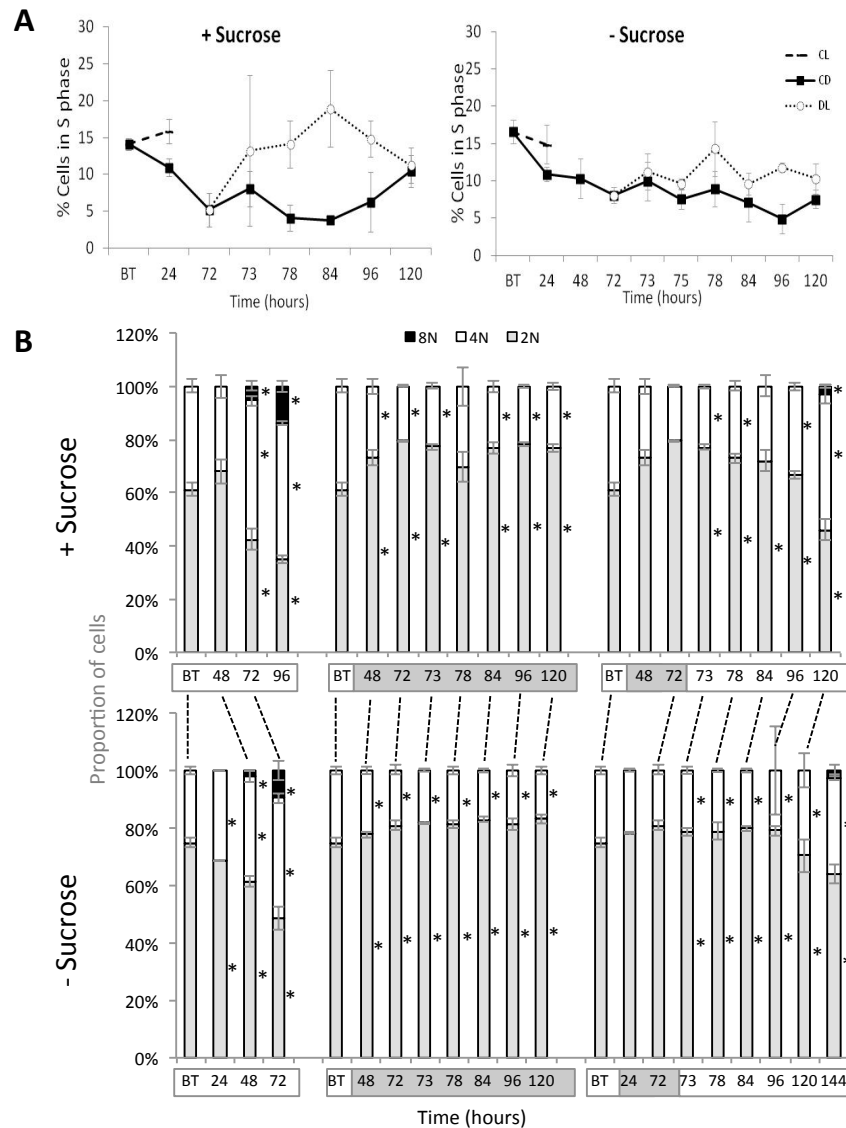 A
+ Sucrose
% Cells in S phase
30
25
20
15
10
5
0
BT 24 72 73 78 84 96 120
Time (hours)
- Sucrose
% Cells in S phase
30
25
20
15
10
5
0
BT 24 48 72 73 75 78 84 96 120
Time (hours)
CL
CD
DL
B
8N 4N 2N
Proportion of cells
+ Sucrose
120%
100%
80%
60%
40%
20%
0%
* * * * * * * * * * * * * * * * * * * * * * * * * * *
BT 48 72 96
BT 48 72 73 78 84 96 120
BT 48 72 73 78 84 96 120
- Sucrose
120%
100%
80%
60%
40%
20%
0%
BT 24 48 72
BT 48 72 73 78 84 96 120
BT 24 72 73 78 84 96 120 144
Time (hours)